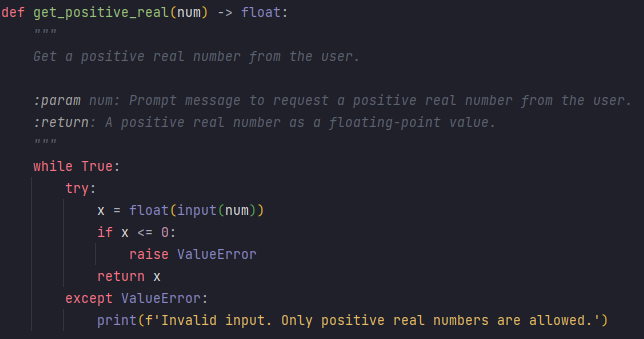 def get_positive_real(num) -> float:
    """
    Get a positive real number from the user.

    :param num: Prompt message to request a positive real number from the user.
    :return: A positive real number as a floating-point value.
    """
    while True:
        try:
            x = float(input(num))
            if x <= 0:
                raise ValueError
            return x
        except ValueError:
            print(f'Invalid input. Only positive real numbers are allowed.')